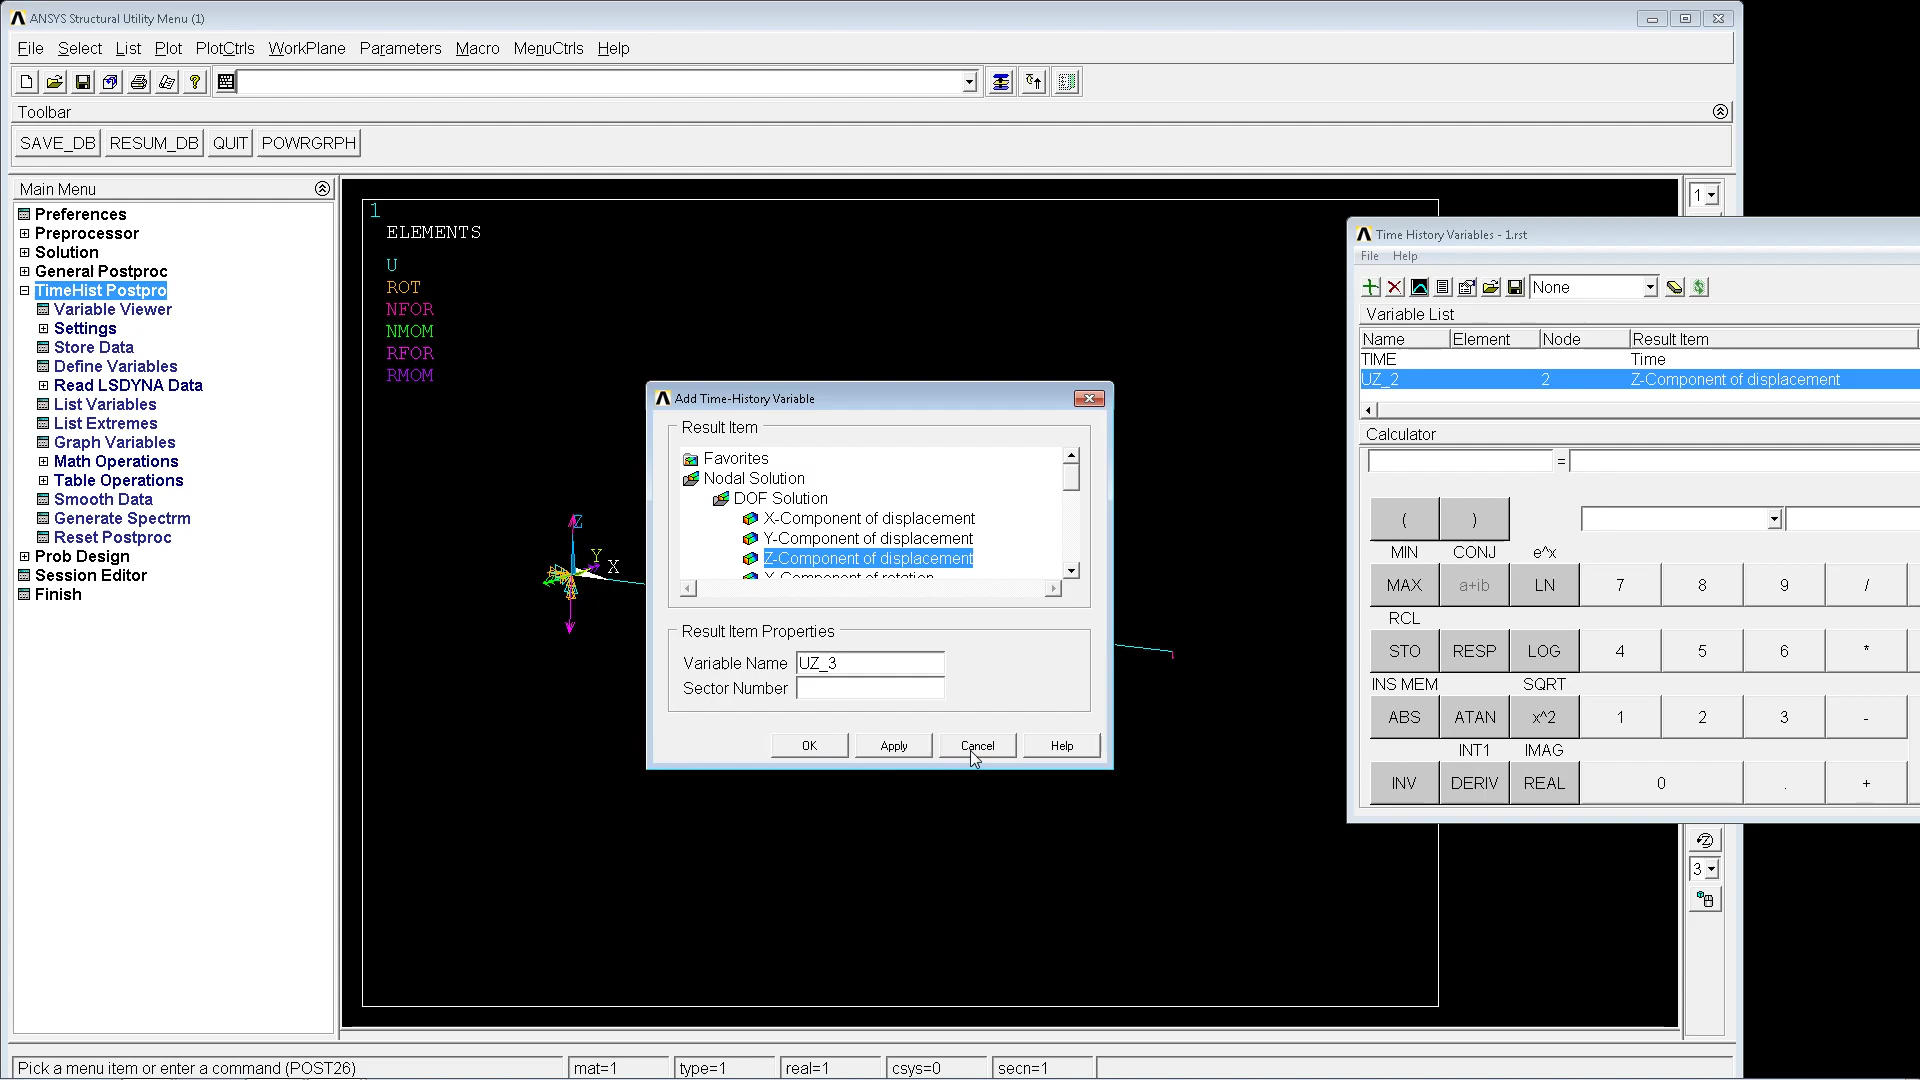 ANSYS Structural Utility Menu (1)
File Select List Plot PlotCtrls WorkPlane Parameters Macro MenuCtrls Help
Toolbar
SAVE_DB RESUM_DB QUIT POWRGRPH
Main Menu
Preferences
Preprocessor
Solution
General Postproc
TimeHist Postpro
Variable Viewer
Settings
Store Data
Define Variables
Read LSDYNA Data
List Variables
List Extremes
Graph Variables
Math Operations
Table Operations
Smooth Data
Generate Spectrm
Reset Postproc
Prob Design
Session Editor
Finish
1
ELEMENTS
U
ROT
NFOR
NMOM
RFOR
RMOM
Z
Y
X
Add Time-History Variable
Result Item
Favorites
Nodal Solution
DOF Solution
X-Component of displacement
Y-Component of displacement
Z-Component of displacement
X-Component of rotation
Result Item Properties
Variable Name UZ_3
Sector Number
OK Apply Cancel Help
1
Time History Variables - 1.rst
File Help
None
Variable List
Name Element Node Result Item
TIME Time
UZ_2 2 Z-Component of displacement
Calculator
=
( )
MIN CONJ e^x
MAX a+ib LN 7 8 9 /
RCL
STO RESP LOG 4 5 6 *
INS MEM SQRT
ABS ATAN x^2 1 2 3 -
INT1 IMAG
INV DERIV REAL 0 . +
3
Pick a menu item or enter a command (POST26) mat=1 type=1 real=1 csys=0 secn=1